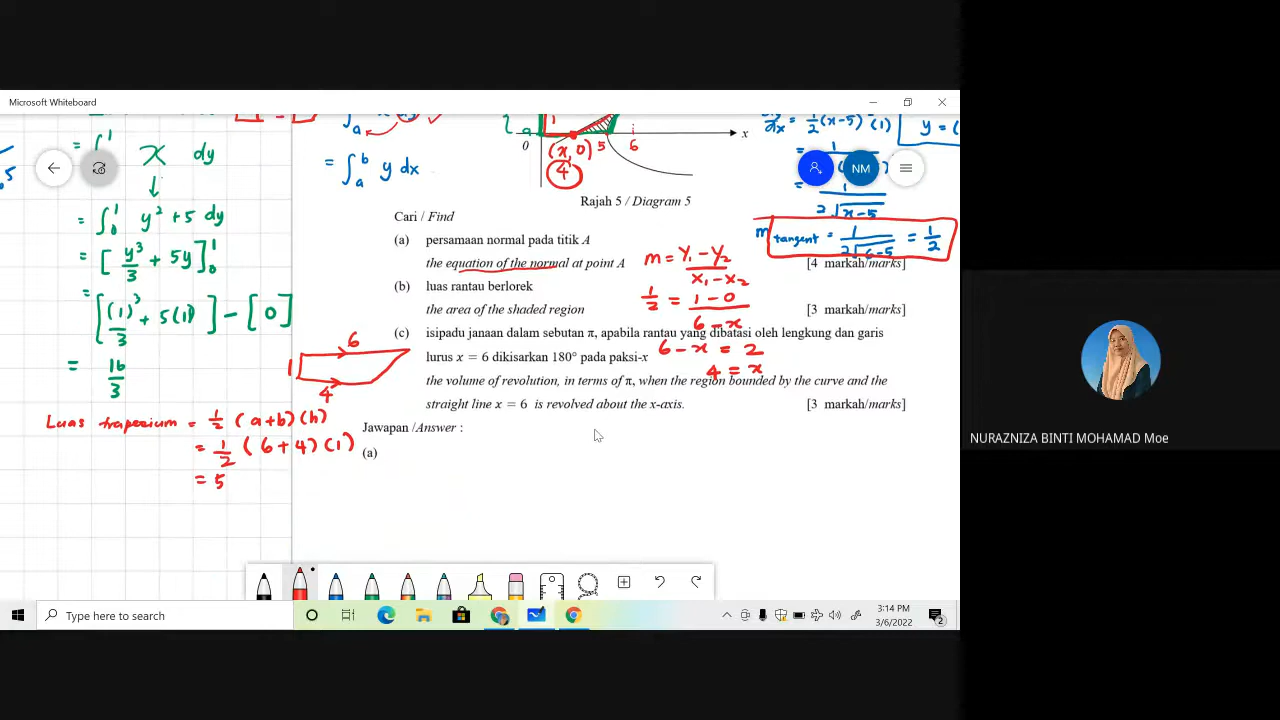 Microsoft Whiteboard
= ∫
x dy
↓
= ∫₀¹ y² + 5 dy
= [y³/3 + 5y]₀¹
= [(1)³/3 + 5(1)] - [0]
= 16/3
6
1
4
Luas trapezium = 1/2 (a+b)(h)
= 1/2 (6+4)(1)
= 5
= ∫ₐᵇ y dx
0
(x, 0) 5 6
x
4
Rajah 5 / Diagram 5
Cari / Find
(a) persamaan normal pada titik A
the equation of the normal at point A [4 markah/marks]
(b) luas rantau berlorek
the area of the shaded region [3 markah/marks]
(c) isipadu janaan dalam sebutan π, apabila rantau yang dibatasi oleh lengkung dan garis
lurus x = 6 dikisarkan 180° pada paksi-x
the volume of revolution, in terms of π, when the region bounded by the curve and the
straight line x = 6 is revolved about the x-axis. [3 markah/marks]
Jawapan /Answer :
(a)
m = y₁ - y₂ / x₁ - x₂
1/2 = 1 - 0 / 6 - x
6 - x = 2
4 = x
dx = 1/2 (x-5) (1)
y = (
2√x-5
m tangent = 1/2√6-5 = 1/2
NM
NURAZNIZA BINTI MOHAMAD Moe
Type here to search
3:14 PM
3/6/2022
2